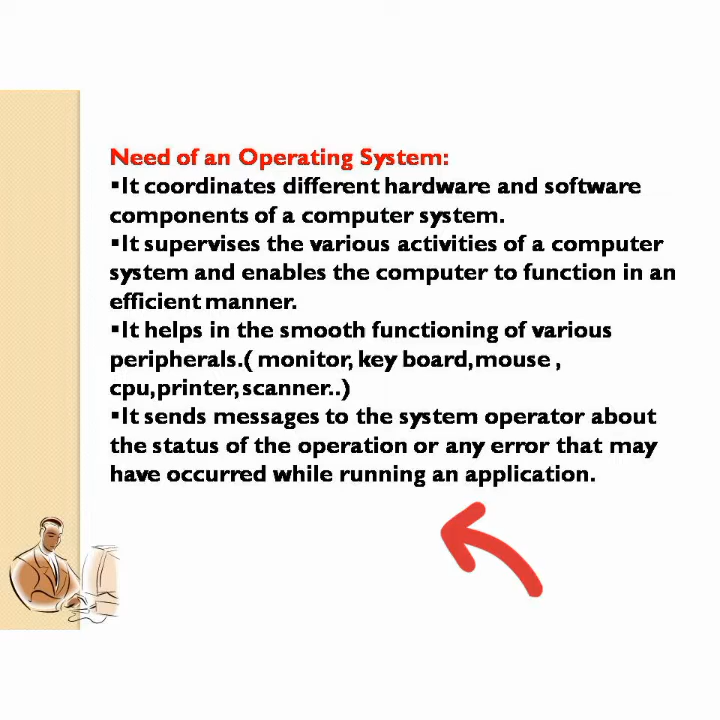 Need of an Operating System:
▪It coordinates different hardware and software
components of a computer system.
▪It supervises the various activities of a computer
system and enables the computer to function in an
efficient manner.
▪It helps in the smooth functioning of various
peripherals.( monitor, key board,mouse ,
cpu,printer,scanner..)
▪It sends messages to the system operator about
the status of the operation or any error that may
have occurred while running an application.